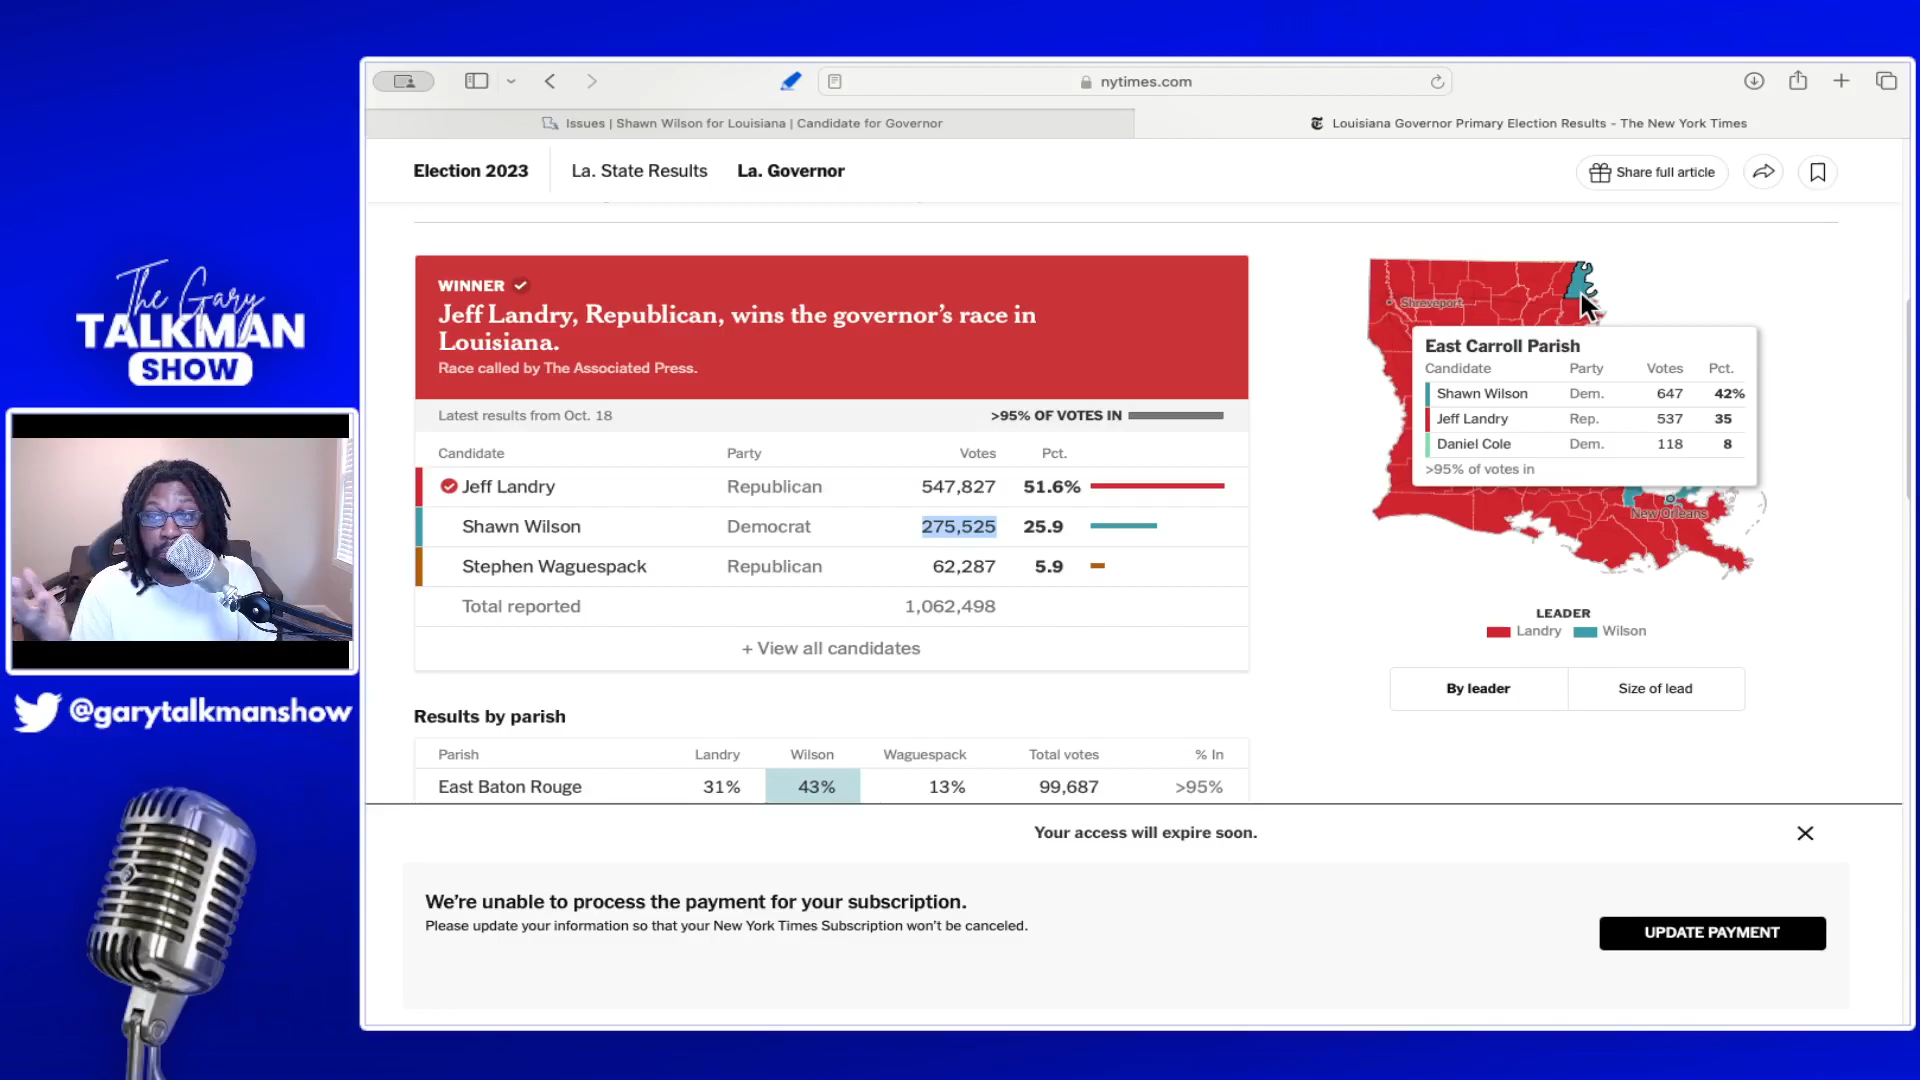 nytimes.com
Issues | Shawn Wilson for Louisiana | Candidate for Governor
Louisiana Governor Primary Election Results - The New York Times
Election 2023
La. State Results
La. Governor
Share full article
The Gary
TALKMAN
SHOW
@garytalkmanshow
WINNER
Jeff Landry, Republican, wins the governor’s race in
Louisiana.
Race called by The Associated Press.
Latest results from Oct. 18 >95% OF VOTES IN
Candidate Party Votes Pct.
Jeff Landry Republican 547,827 51.6%
Shawn Wilson Democrat 275,525 25.9
Stephen Waguespack Republican 62,287 5.9
Total reported 1,062,498
+ View all candidates
Shreveport
East Carroll Parish
Candidate Party Votes Pct.
Shawn Wilson Dem. 647 42%
Jeff Landry Rep. 537 35
Daniel Cole Dem. 118 8
>95% of votes in
New Orleans
LEADER
Landry Wilson
By leader Size of lead
Results by parish
Parish Landry Wilson Waguespack Total votes % In
East Baton Rouge 31% 43% 13% 99,687 >95%
Your access will expire soon.
We’re unable to process the payment for your subscription.
Please update your information so that your New York Times Subscription won’t be canceled.
UPDATE PAYMENT